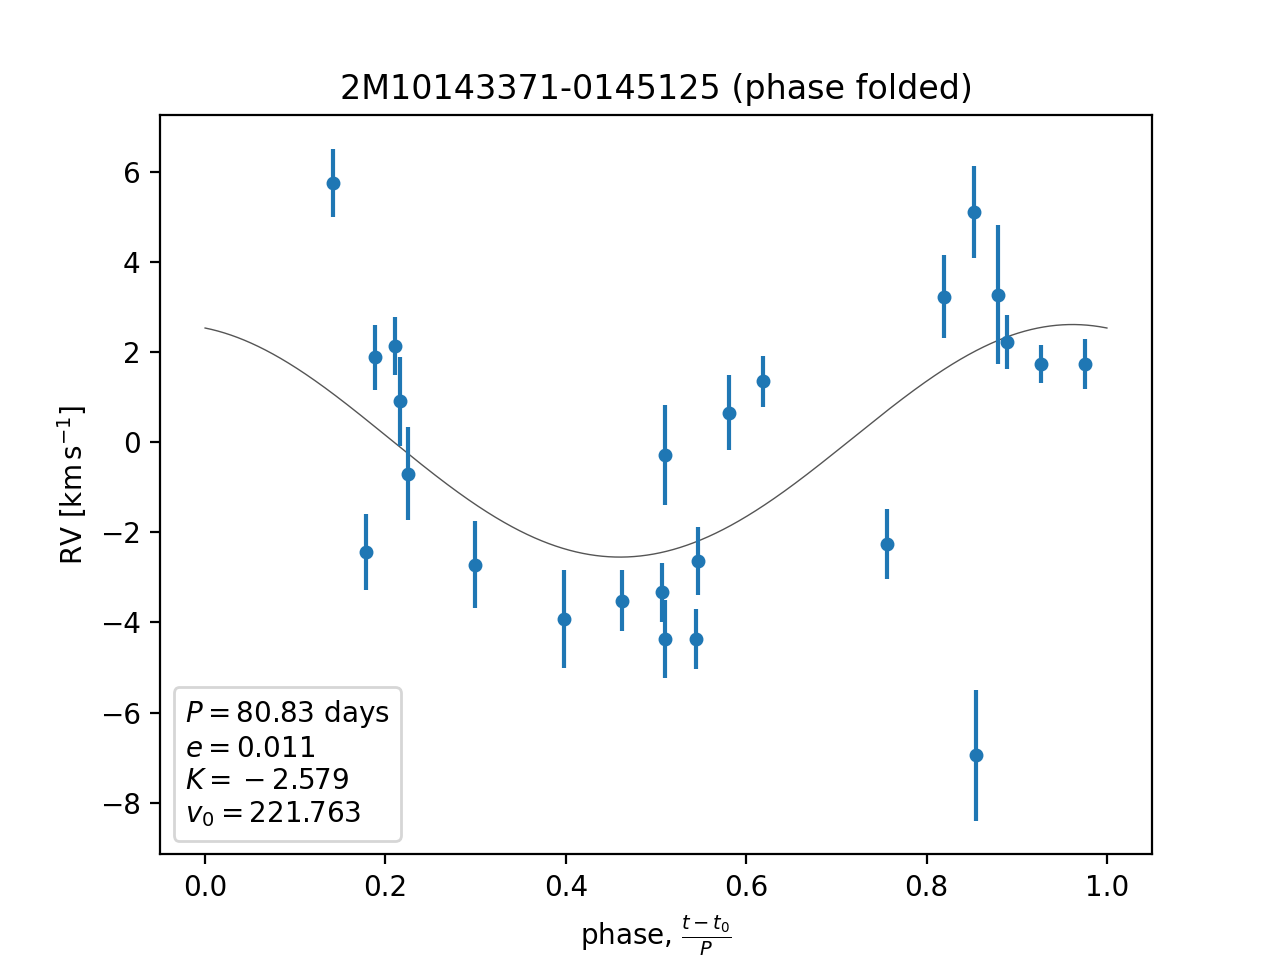 2M10143371-0145125 (phase folded)
RV [km s⁻¹]
6
4
2
0
−2
−4
−6
−8
P = 80.83 days
e = 0.011
K = −2.579
v₀ = 221.763
0.0 0.2 0.4 0.6 0.8 1.0
phase, (t − t₀)/P